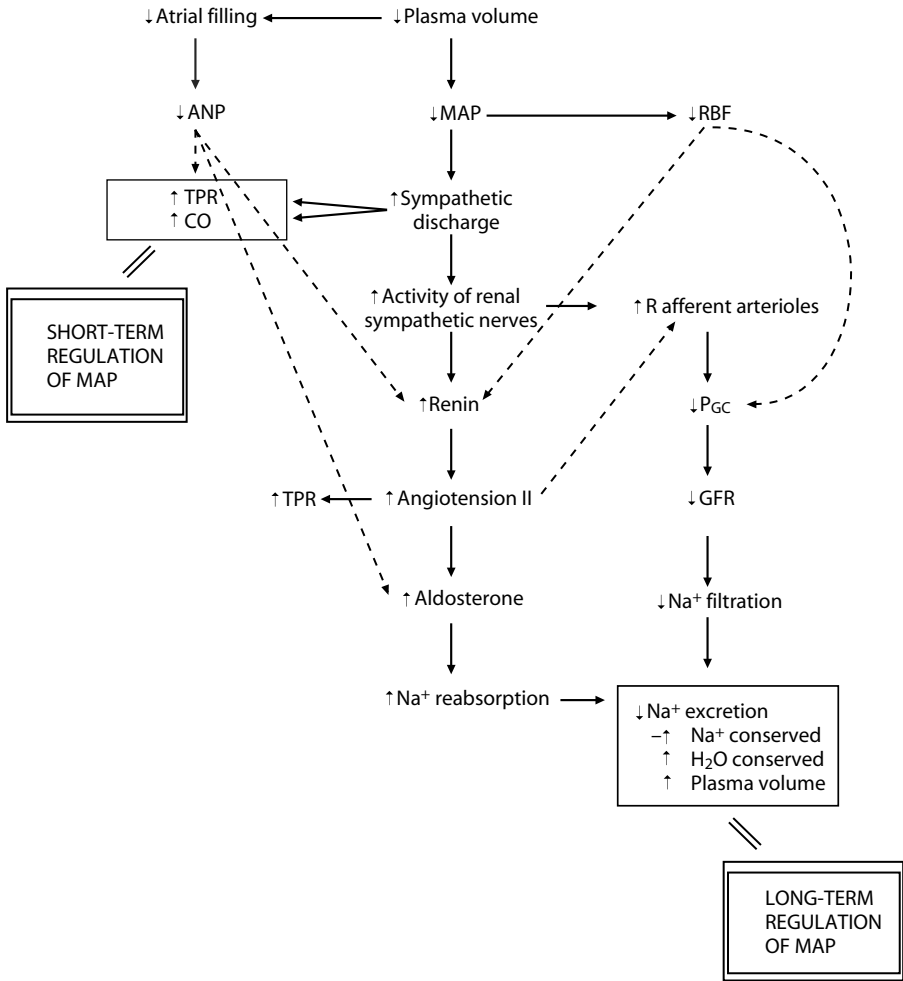 ↓Atrial filling
↓Plasma volume
↓ANP
↓MAP
↓RBF
↑ TPR
↑ CO
↑Sympathetic
discharge
SHORT-TERM
REGULATION
OF MAP
↑Activity of renal
sympathetic nerves
↑R afferent arterioles
↑Renin
↓PGC
↑TPR
↑Angiotension II
↓GFR
↑Aldosterone
↓Na⁺ filtration
↑Na⁺ reabsorption
↓Na⁺ excretion
–↑ Na⁺ conserved
↑ H₂O conserved
↑ Plasma volume
LONG-TERM
REGULATION
OF MAP